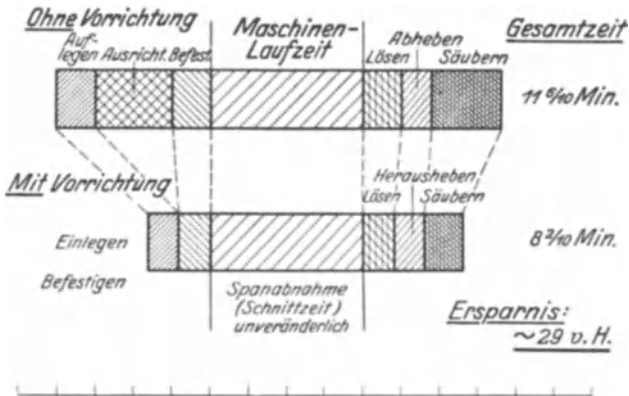 Ohne Vorrichtung
Auf-
legen
Ausricht.
Befest.
Maschinen-
Laufzeit
Abheben
Lösen
Säubern
Gesamtzeit
11 6/10 Min.
Mit Vorrichtung
Herausheben
Lösen
Säubern
Einlegen
Befestigen
8 2/10 Min.
Spanabnahme
(Schnittzeit)
unveränderlich
Ersparnis:
~29 v. H.